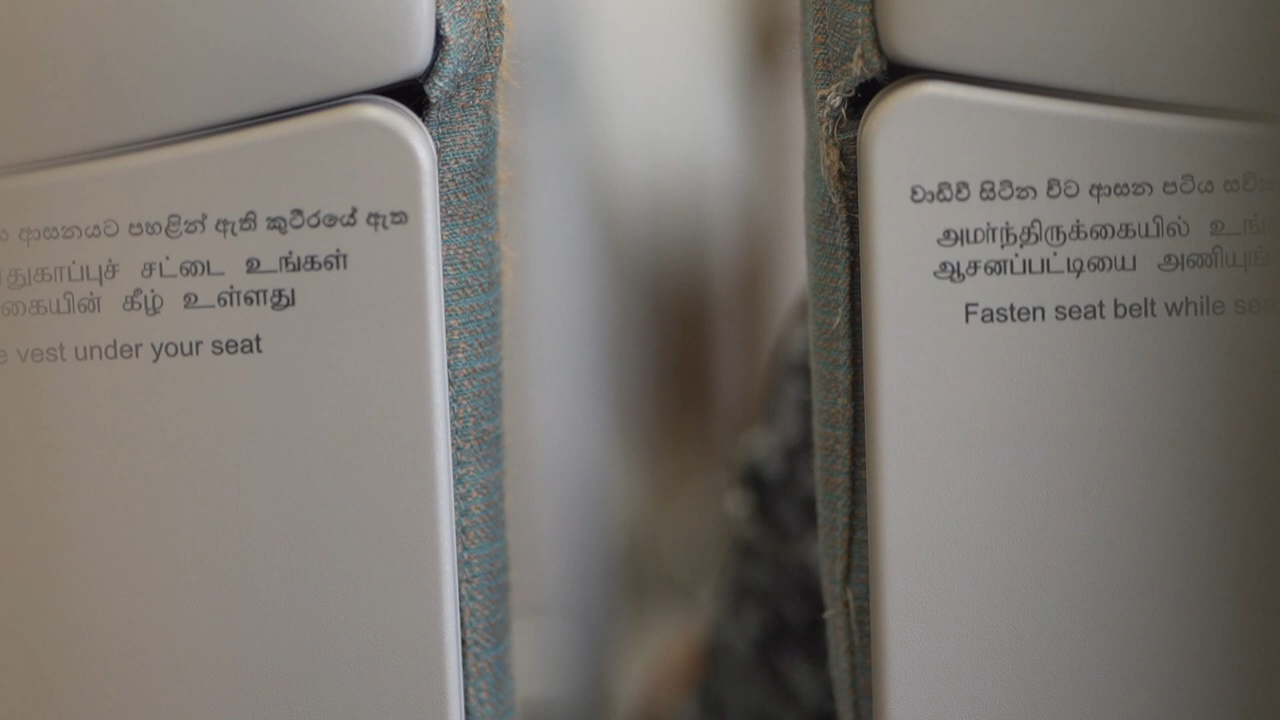 ආසනයට පහළින් ඇති කුටීරයේ ඇත
சட்டை உங்கள்
கீழ் உள்ளது
vest under your seat
වාඩිවී සිටින විට ආසන පටිය
அமர்ந்திருக்கையில்
ஆசனப்பட்டியை
Fasten seat belt while